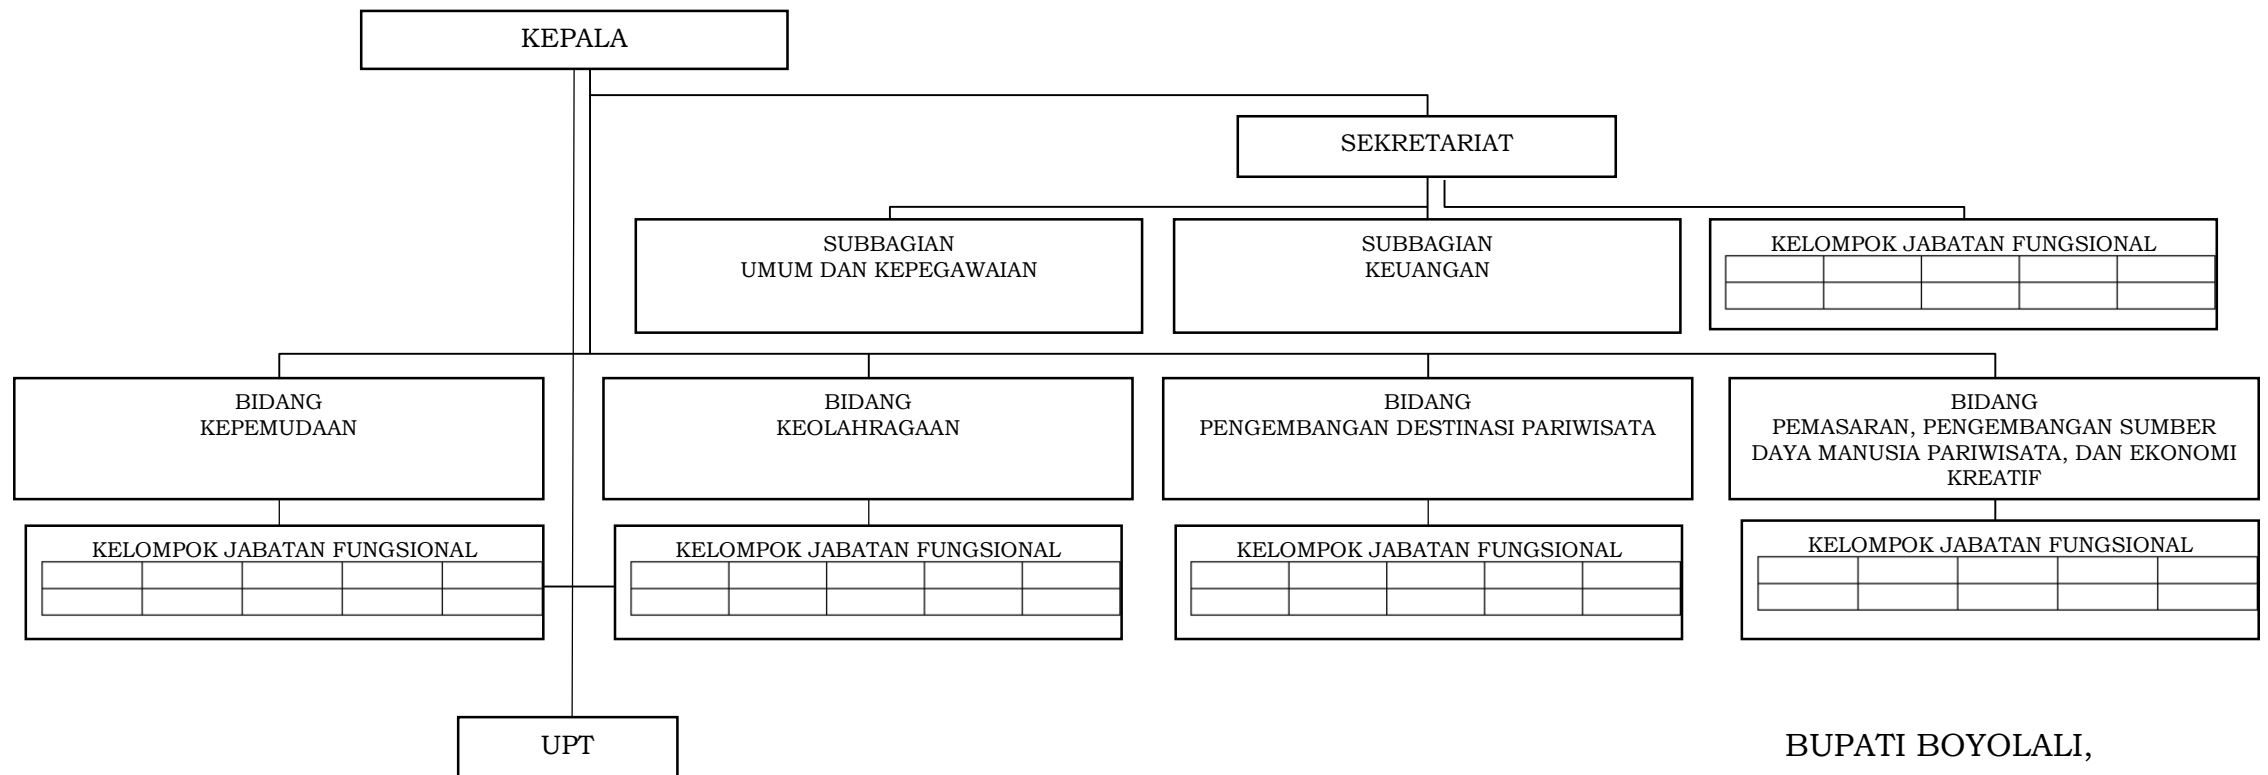 KEPALA
SEKRETARIAT
SUBBAGIAN
UMUM DAN KEPEGAWAIAN
SUBBAGIAN
KEUANGAN
KELOMPOK JABATAN FUNGSIONAL
BIDANG
KEPEMUDAAN
BIDANG
KEOLAHRAGAAN
BIDANG
PENGEMBANGAN DESTINASI PARIWISATA
BIDANG
PEMASARAN, PENGEMBANGAN SUMBER
DAYA MANUSIA PARIWISATA, DAN EKONOMI
KREATIF
KELOMPOK JABATAN FUNGSIONAL
KELOMPOK JABATAN FUNGSIONAL
KELOMPOK JABATAN FUNGSIONAL
KELOMPOK JABATAN FUNGSIONAL
UPT
BUPATI BOYOLALI,